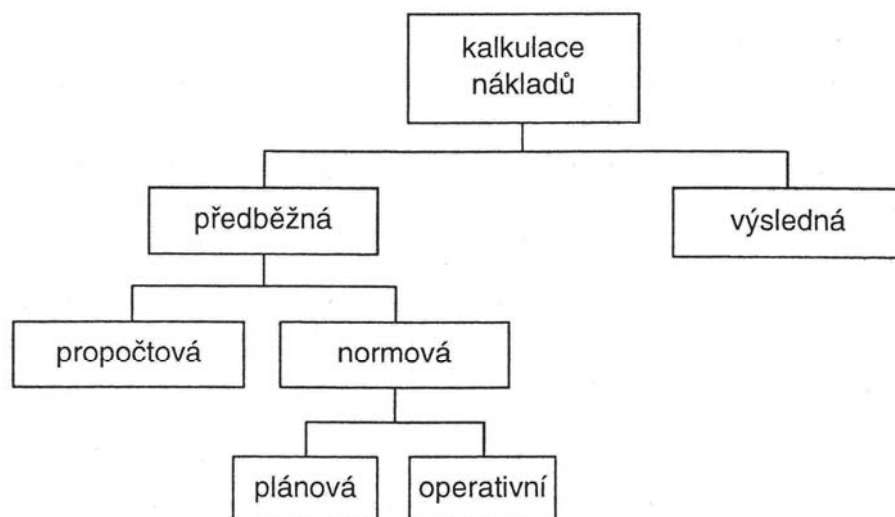 kalkulace
nákladů
předběžná
výsledná
propočtová
normová
plánová
operativní